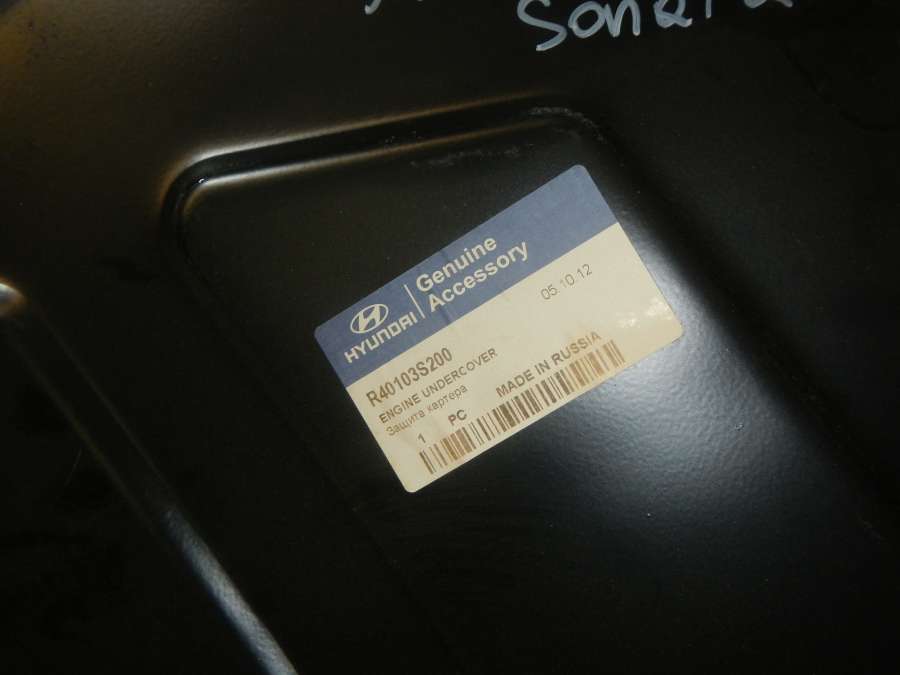 Sonata
HYUNDAI
Genuine
Accessory
05.10.12
R40103S200
ENGINE UNDERCOVER
Защита картера
1 PC MADE IN RUSSIA